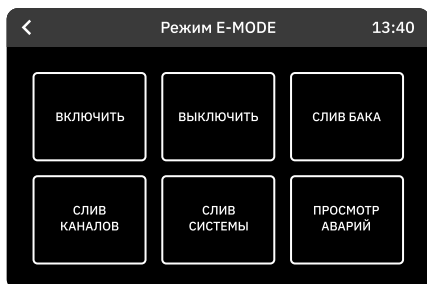 Режим E-MODE 13:40
ВКЛЮЧИТЬ ВЫКЛЮЧИТЬ СЛИВ БАКА
СЛИВ
КАНАЛОВ
СЛИВ
СИСТЕМЫ
ПРОСМОТР
АВАРИЙ